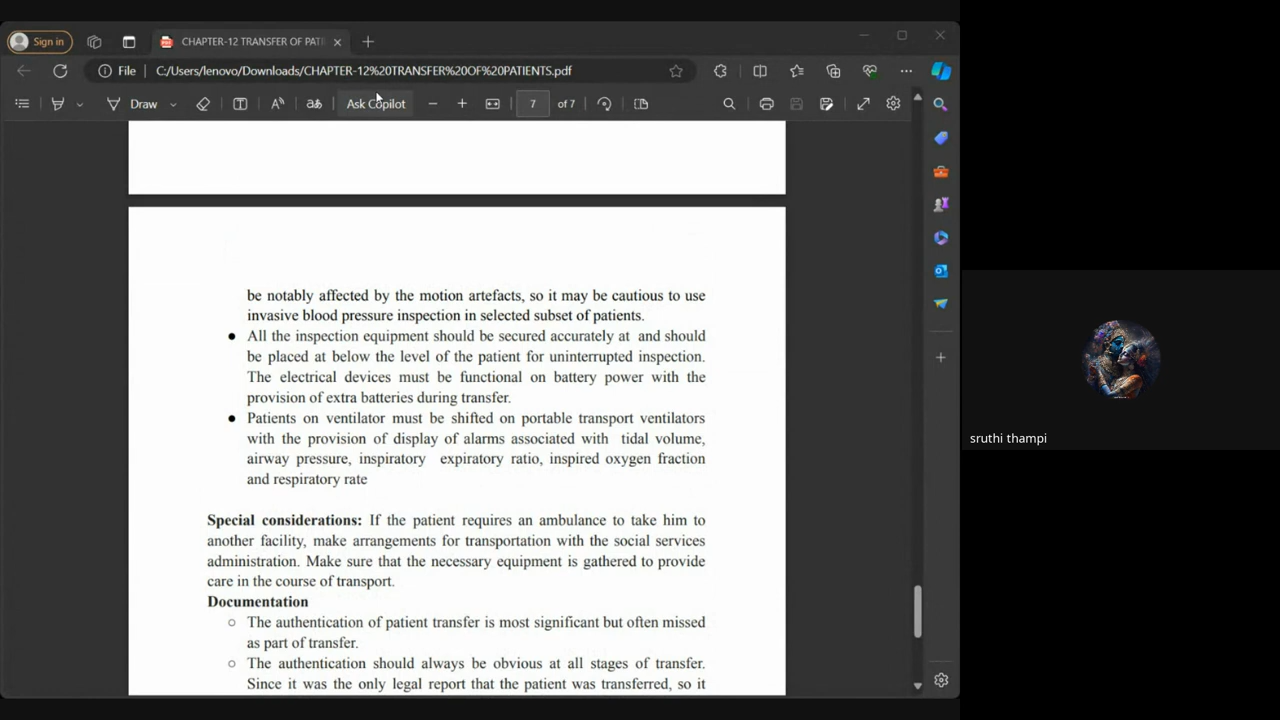 Sign in
CHAPTER-12 TRANSFER OF PAT
File
C:/Users/lenovo/Downloads/CHAPTER-12%20TRANSFER%20OF%20PATIENTS.pdf
Draw
Ask Copilot
7
of 7
be notably affected by the motion artefacts, so it may be cautious to use
invasive blood pressure inspection in selected subset of patients.
● All the inspection equipment should be secured accurately at and should
be placed at below the level of the patient for uninterrupted inspection.
The electrical devices must be functional on battery power with the
provision of extra batteries during transfer.
● Patients on ventilator must be shifted on portable transport ventilators
with the provision of display of alarms associated with tidal volume,
airway pressure, inspiratory expiratory ratio, inspired oxygen fraction
and respiratory rate
Special considerations: If the patient requires an ambulance to take him to
another facility, make arrangements for transportation with the social services
administration. Make sure that the necessary equipment is gathered to provide
care in the course of transport.
Documentation
○ The authentication of patient transfer is most significant but often missed
as part of transfer.
○ The authentication should always be obvious at all stages of transfer.
Since it was the only legal report that the patient was transferred, so it
sruthi thampi